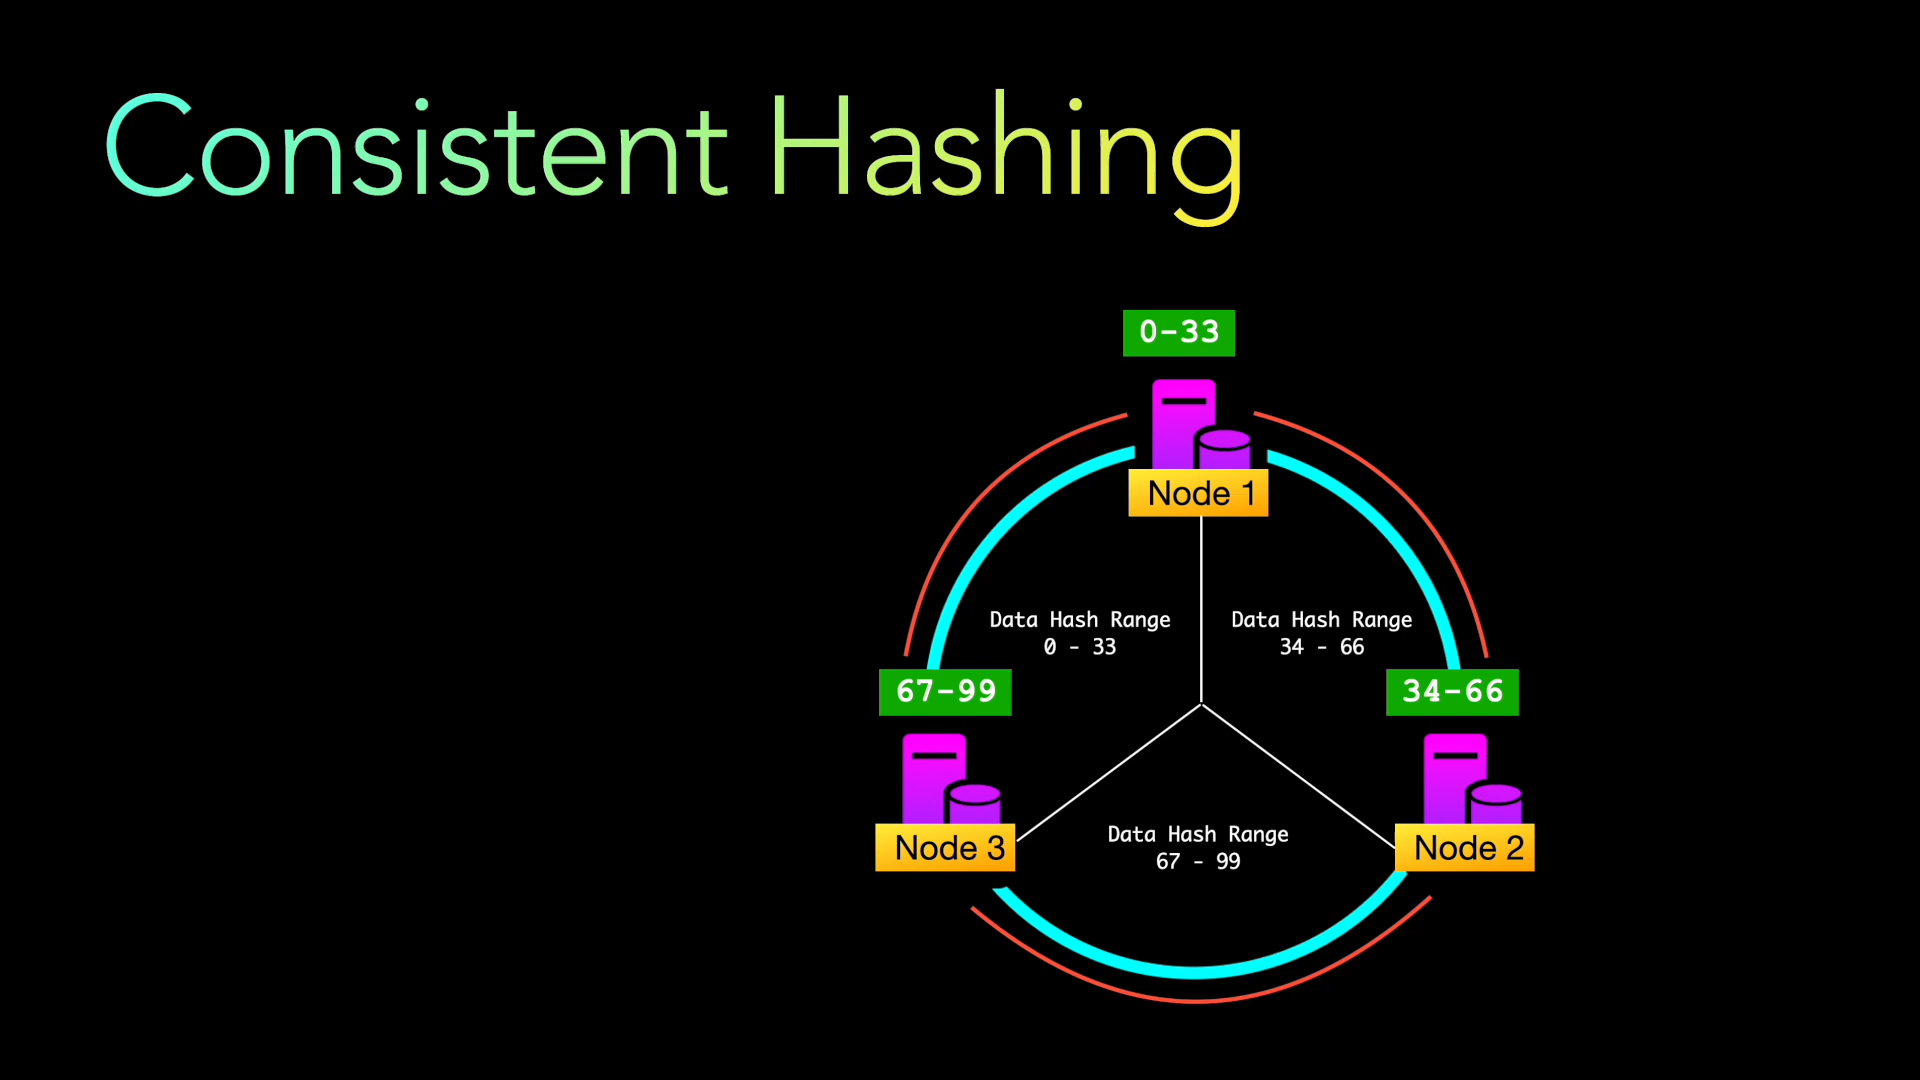 Consistent Hashing
0-33
Node 1
Data Hash Range
0 - 33
Data Hash Range
34 - 66
67-99
34-66
Node 3
Data Hash Range
67 - 99
Node 2